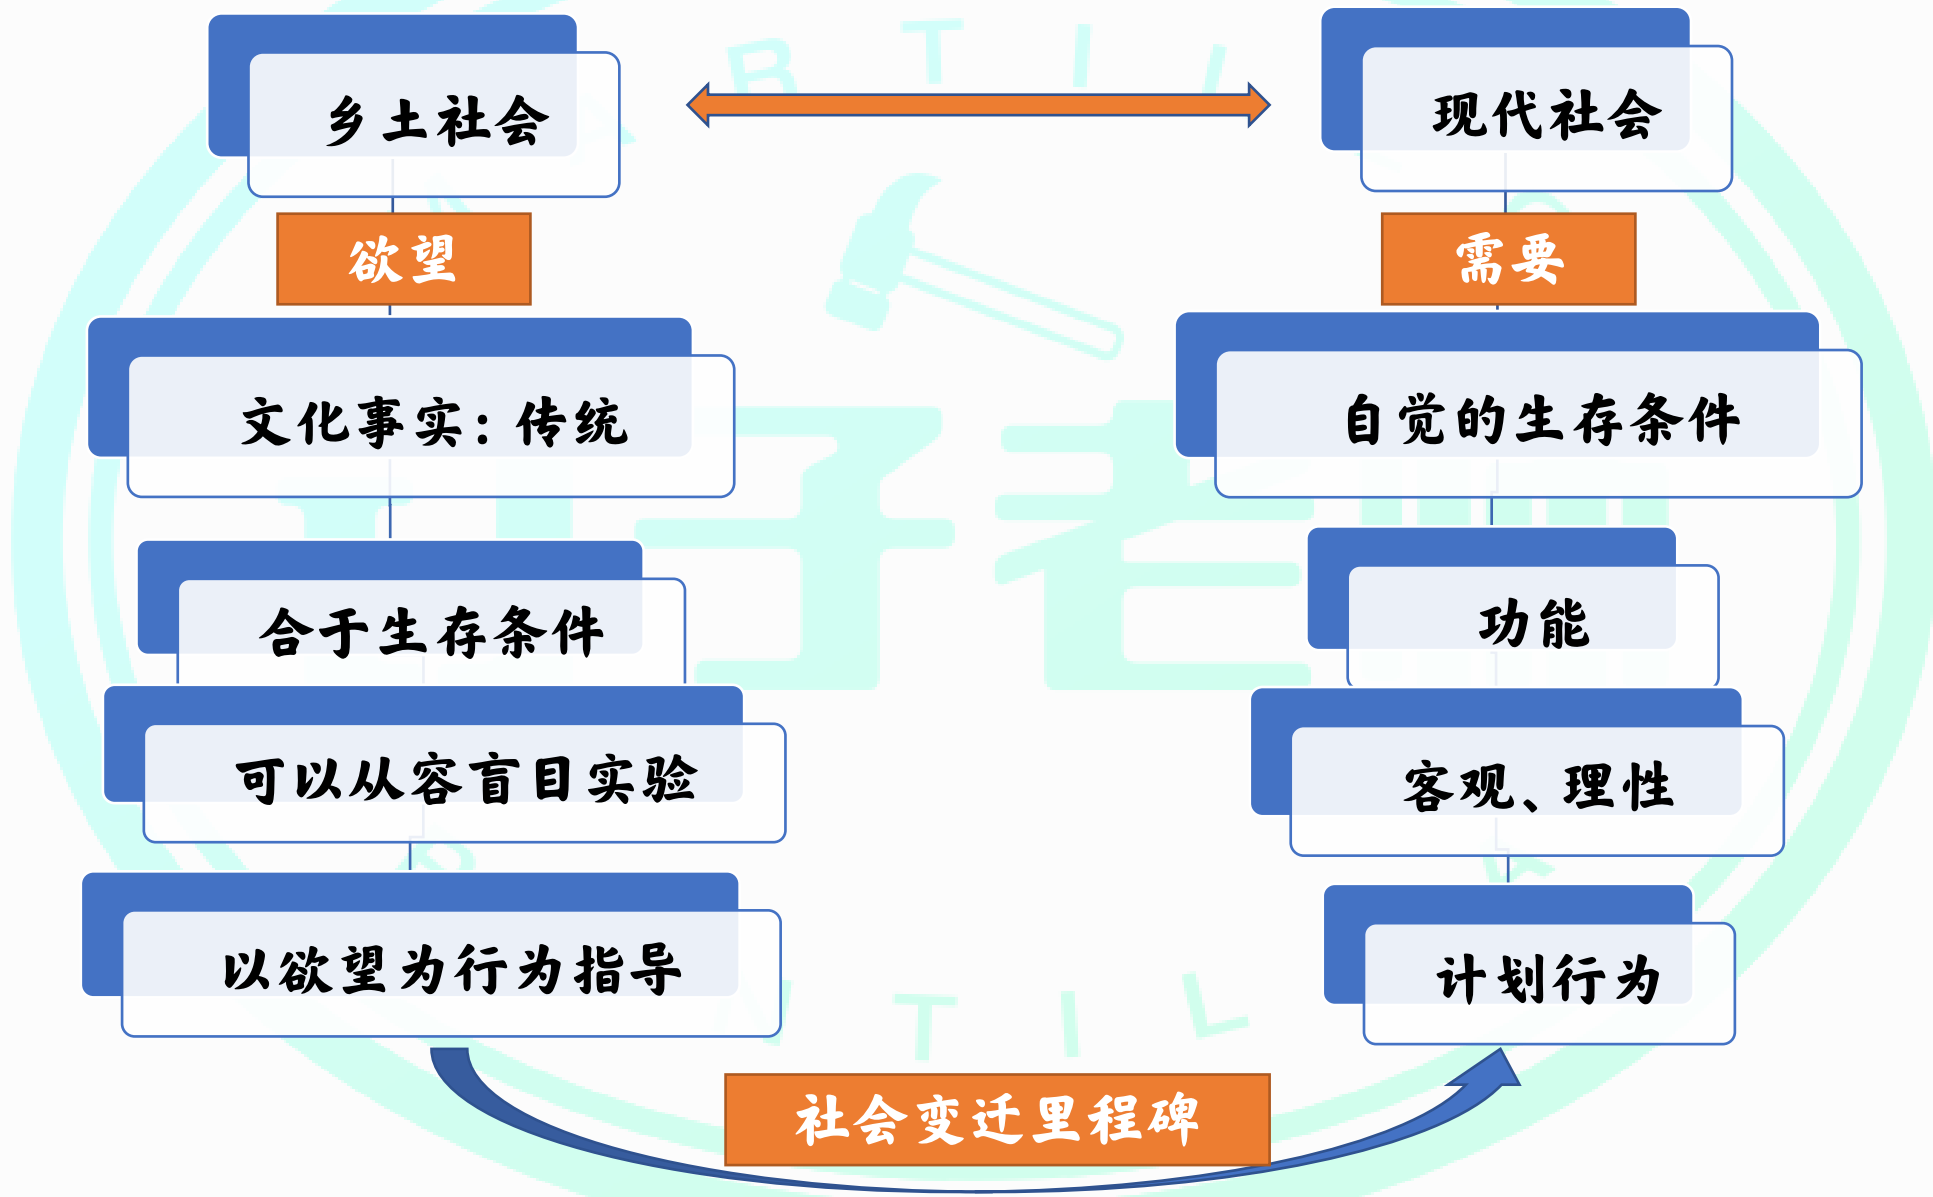 乡土社会
欲望
文化事实：传统
合于生存条件
可以从容盲目实验
以欲望为行为指导
现代社会
需要
自觉的生存条件
功能
客观、理性
计划行为
社会变迁里程碑